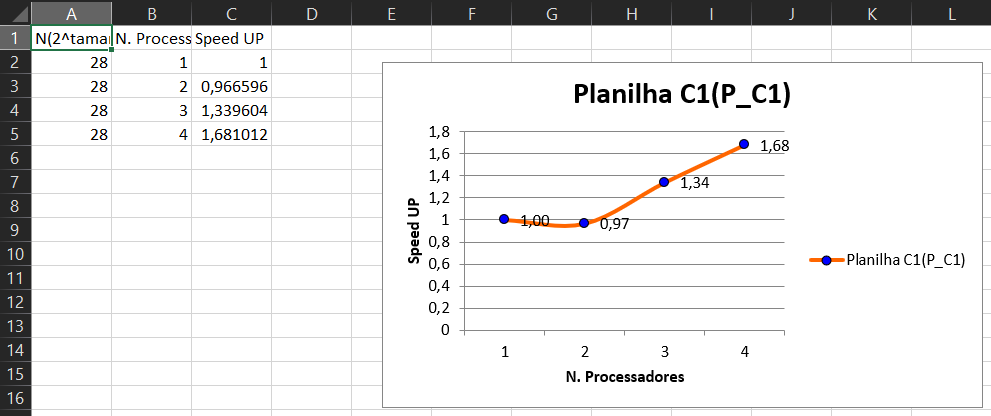 A B C D E F G H I J K L
1 N(2^tamai N. Process Speed UP
2 28 1 1
3 28 2 0,966596
4 28 3 1,339604
5 28 4 1,681012
6
7
8
9
10
11
12
13
14
15
16
Planilha C1(P_C1)
Speed UP
1,8
1,6
1,4
1,2
1
0,8
0,6
0,4
0,2
0
1,00
0,97
1,34
1,68
1 2 3 4
N. Processadores
Planilha C1(P_C1)